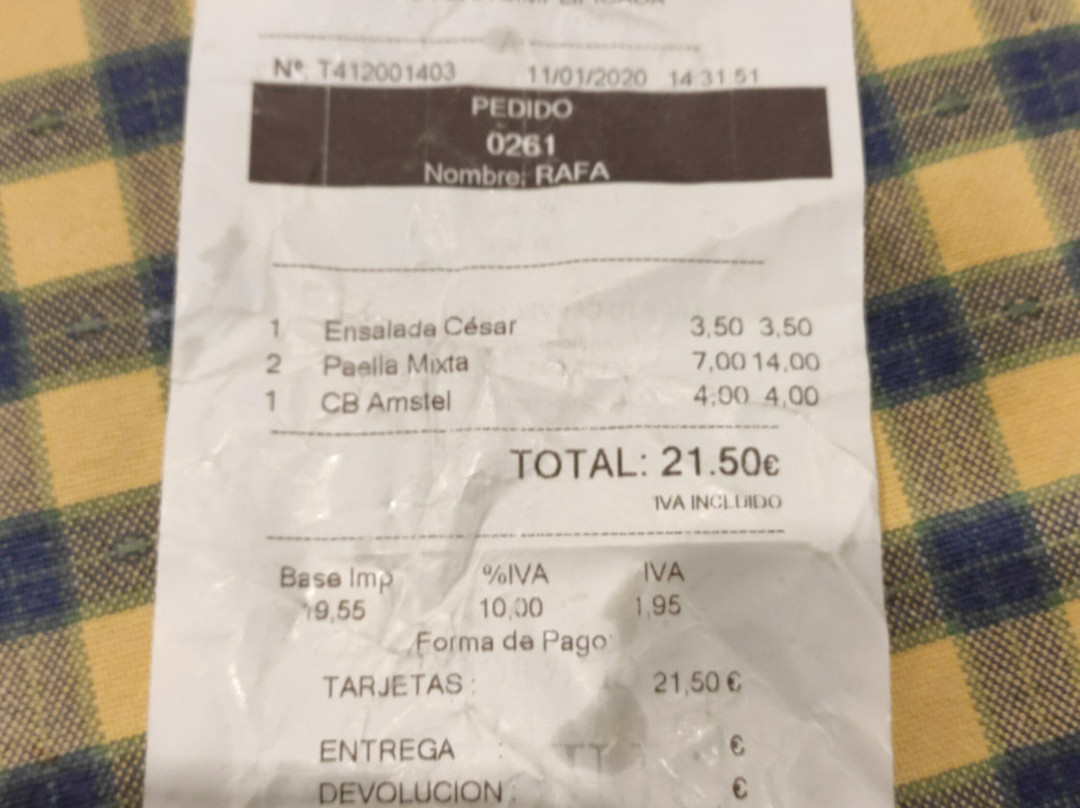 Nº: T412001403 11/01/2020 14:31:51
PEDIDO
0261
Nombre: RAFA
1 Ensalada César 3,50 3,50
2 Paella Mixta 7,00 14,00
1 CB Amstel 4,00 4,00
TOTAL: 21.50€
IVA INCLUIDO
Base Imp %IVA IVA
19,55 10,00 1,95
Forma de Pago:
TARJETAS : 21,50 €
ENTREGA : €
DEVOLUCION : €